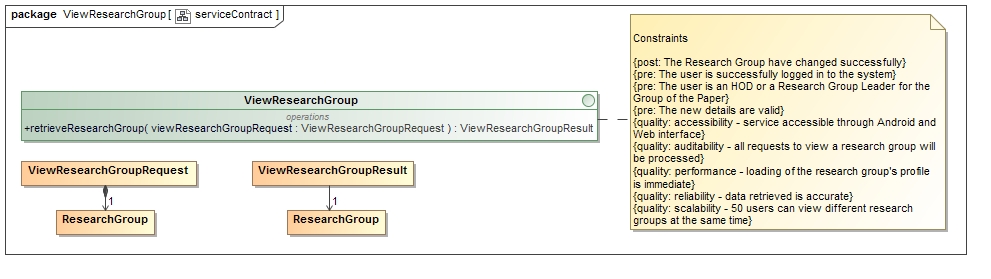 package ViewResearchGroup [ serviceContract ]
ViewResearchGroup
operations
+retrieveResearchGroup( viewResearchGroupRequest : ViewResearchGroupRequest ) : ViewResearchGroupResult
ViewResearchGroupRequest
1
ResearchGroup
ViewResearchGroupResult
1
ResearchGroup
Constraints
{post: The Research Group have changed successfully}
{pre: The user is successfully logged in to the system}
{pre: The user is an HOD or a Research Group Leader for the
Group of the Paper}
{pre: The new details are valid}
{quality: accessibility - service accessible through Android and
Web interface}
{quality: auditability - all requests to view a research group will
be processed}
{quality: performance - loading of the research group's profile
is immediate}
{quality: reliability - data retrieved is accurate}
{quality: scalability - 50 users can view different research
groups at the same time}